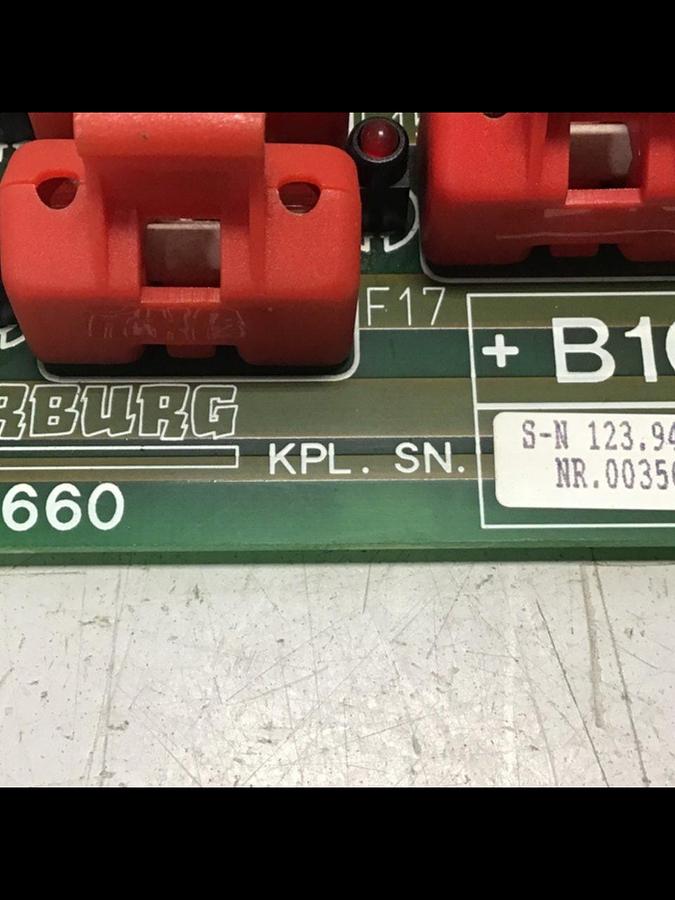 F17
+ B1
RBURG
KPL. SN.
S-N 123.94
NR.0035
660